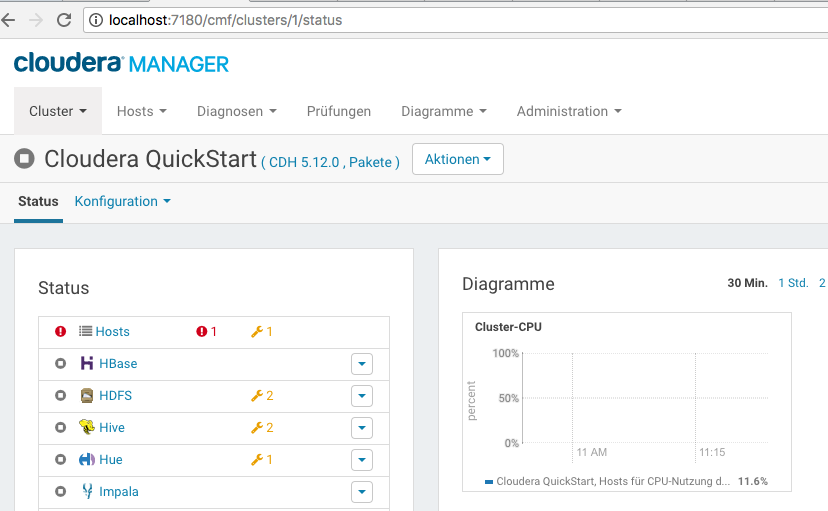 localhost:7180/cmf/clusters/1/status
cloudera MANAGER
Cluster Hosts Diagnosen Prüfungen Diagramme Administration
Cloudera QuickStart ( CDH 5.12.0 , Pakete ) Aktionen
Status Konfiguration
Status
Hosts 1 1
HBase
HDFS 2
Hive 2
Hue 1
Impala
Diagramme 30 Min. 1 Std. 2
Cluster-CPU
percent
100%
50%
0%
11 AM 11:15
Cloudera QuickStart, Hosts für CPU-Nutzung d... 11.6%